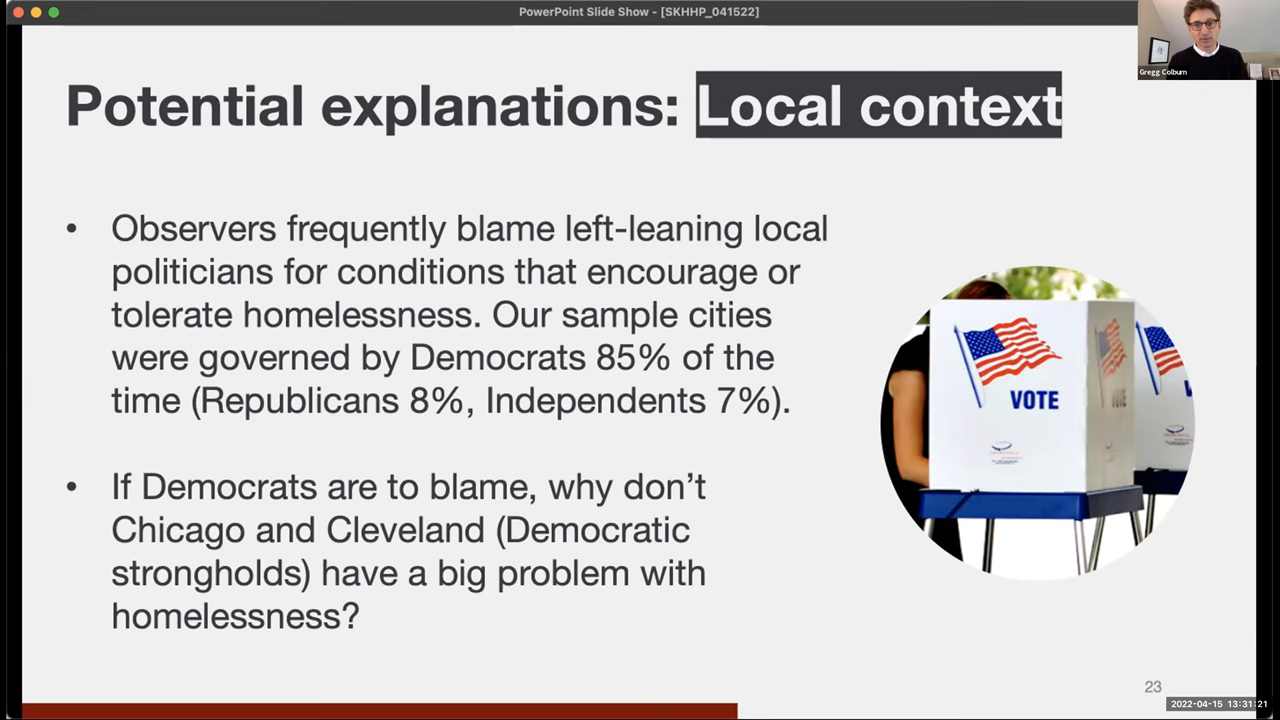 PowerPoint Slide Show - [SKHHP_041522]
Gregg Colburn
Potential explanations: Local context
• Observers frequently blame left-leaning local
politicians for conditions that encourage or
tolerate homelessness. Our sample cities
were governed by Democrats 85% of the
time (Republicans 8%, Independents 7%).
• If Democrats are to blame, why don’t
Chicago and Cleveland (Democratic
strongholds) have a big problem with
homelessness?
VOTE
VOTE
23
2022-04-15 13:31:21